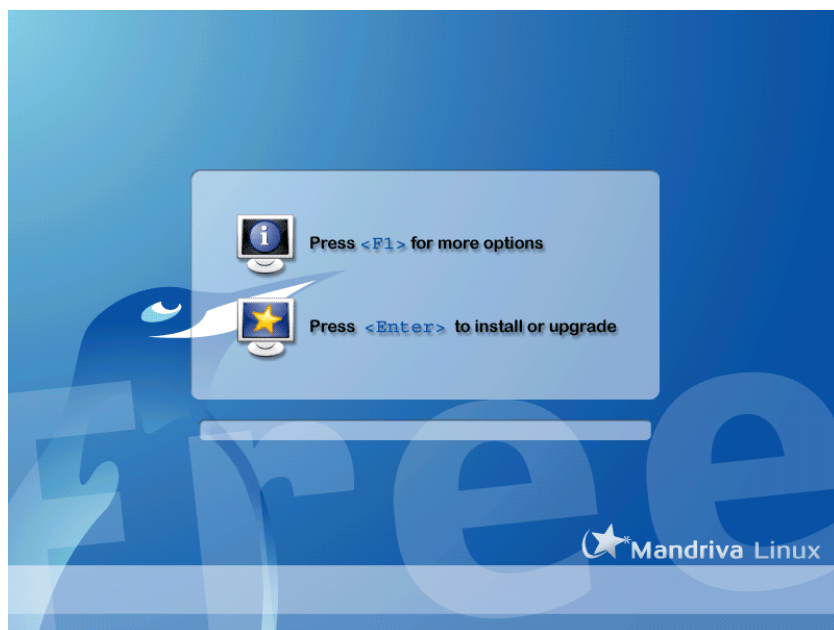 Press <F1> for more options
Press <Enter> to install or upgrade
Free
Mandriva Linux